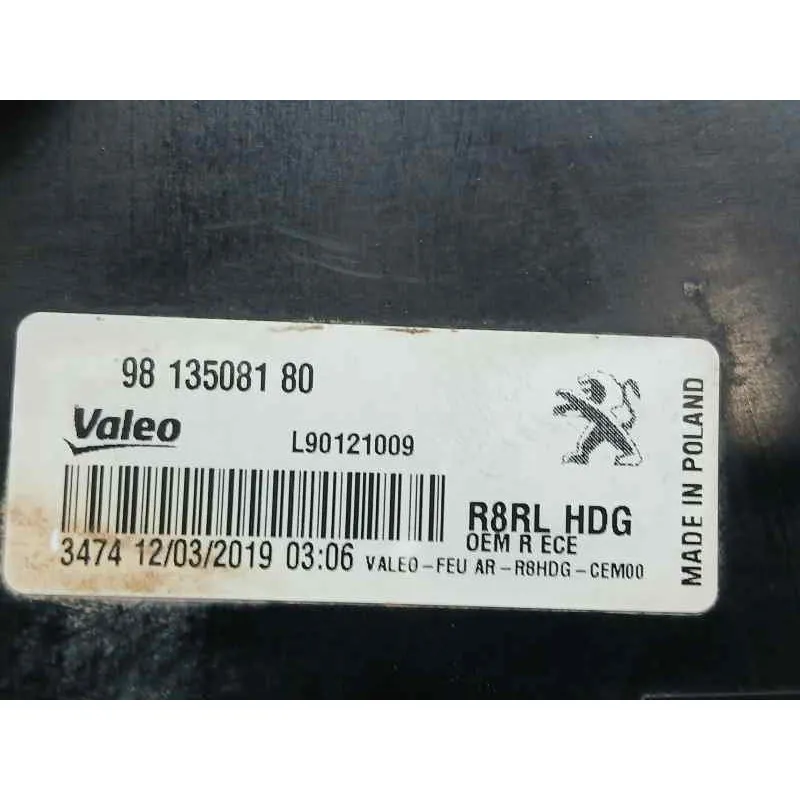 98 135081 80
Valeo
L90121009
R8RL HDG
OEM R ECE
3474 12/03/2019 03:06 VALEO-FEU AR-R8HDG-CEM00
MADE IN POLAND